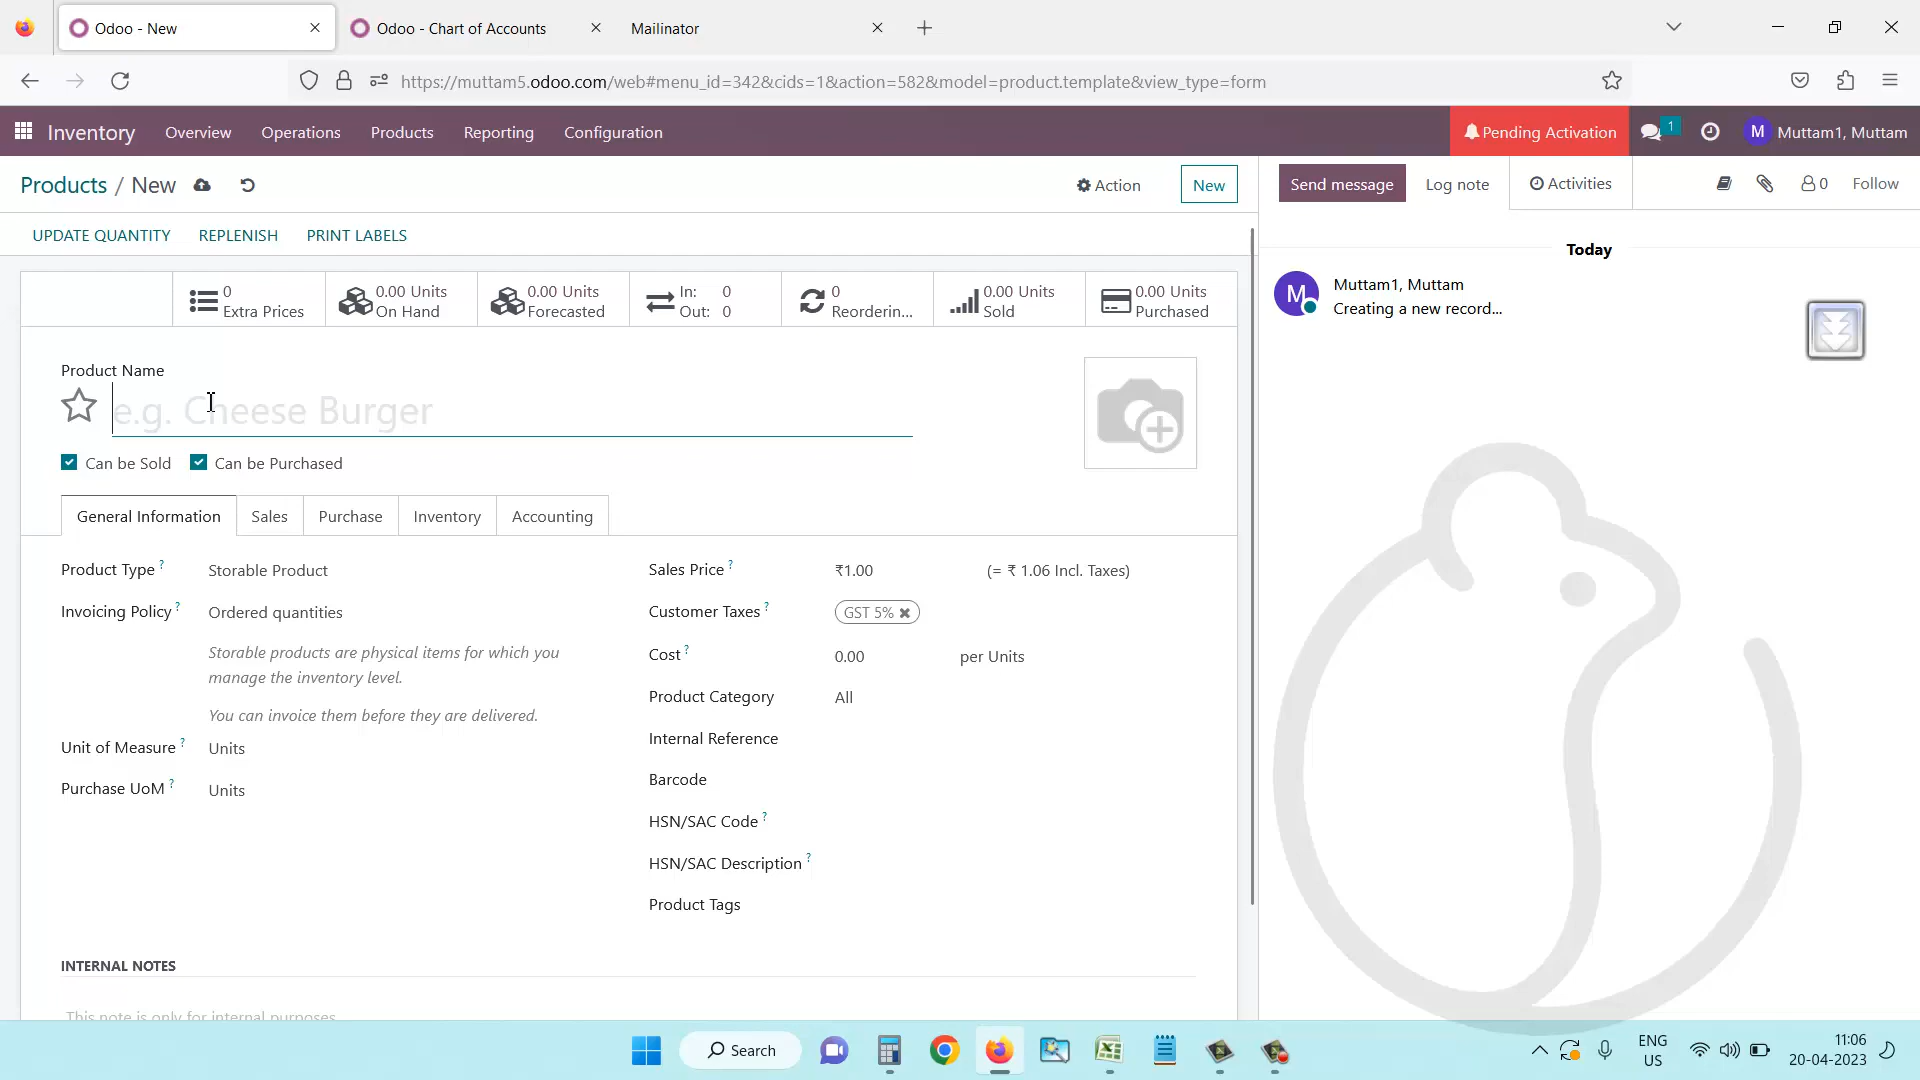 Odoo - New
Odoo - Chart of Accounts
Mailinator
https://muttam5.odoo.com/web#menu_id=342&cids=1&action=582&model=product.template&view_type=form
Inventory Overview Operations Products Reporting Configuration
Pending Activation 1 M Muttam1, Muttam
Products / New Action New
Send message Log note Activities 0 Follow
UPDATE QUANTITY REPLENISH PRINT LABELS
0 Extra Prices
0.00 Units On Hand
0.00 Units Forecasted
In: 0
Out: 0
0 Reorderin...
0.00 Units Sold
0.00 Units Purchased
Today
M Muttam1, Muttam
Creating a new record...
Product Name
e.g. Cheese Burger
Can be Sold Can be Purchased
General Information Sales Purchase Inventory Accounting
Product Type ? Storable Product
Invoicing Policy ? Ordered quantities
Storable products are physical items for which you
manage the inventory level.
You can invoice them before they are delivered.
Unit of Measure ? Units
Purchase UoM ? Units
Sales Price ? ₹1.00 (= ₹ 1.06 Incl. Taxes)
Customer Taxes ? GST 5%
Cost ? 0.00 per Units
Product Category All
Internal Reference
Barcode
HSN/SAC Code ?
HSN/SAC Description ?
Product Tags
INTERNAL NOTES
This note is only for internal purposes.
Search
ENG
US
11:06
20-04-2023